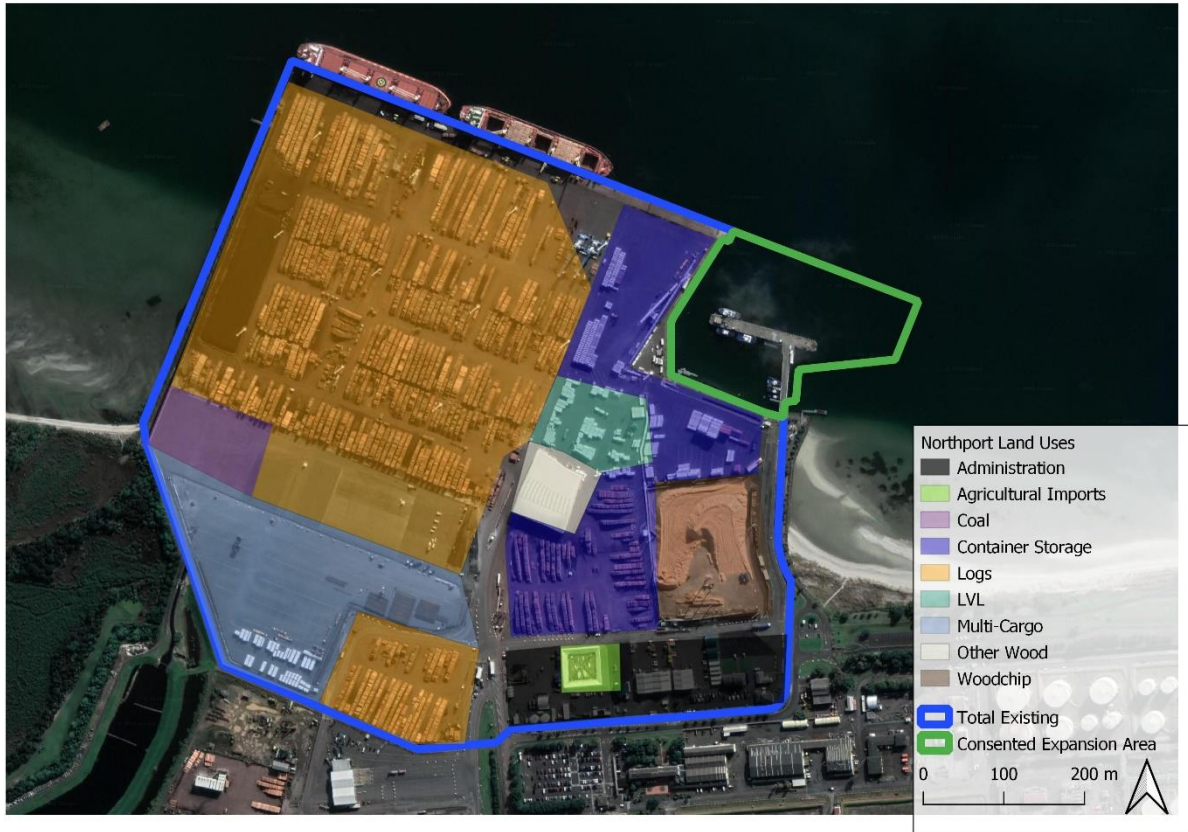 Northport Land Uses
Administration
Agricultural Imports
Coal
Container Storage
Logs
LVL
Multi-Cargo
Other Wood
Woodchip
Total Existing
Consented Expansion Area
0 100 200 m